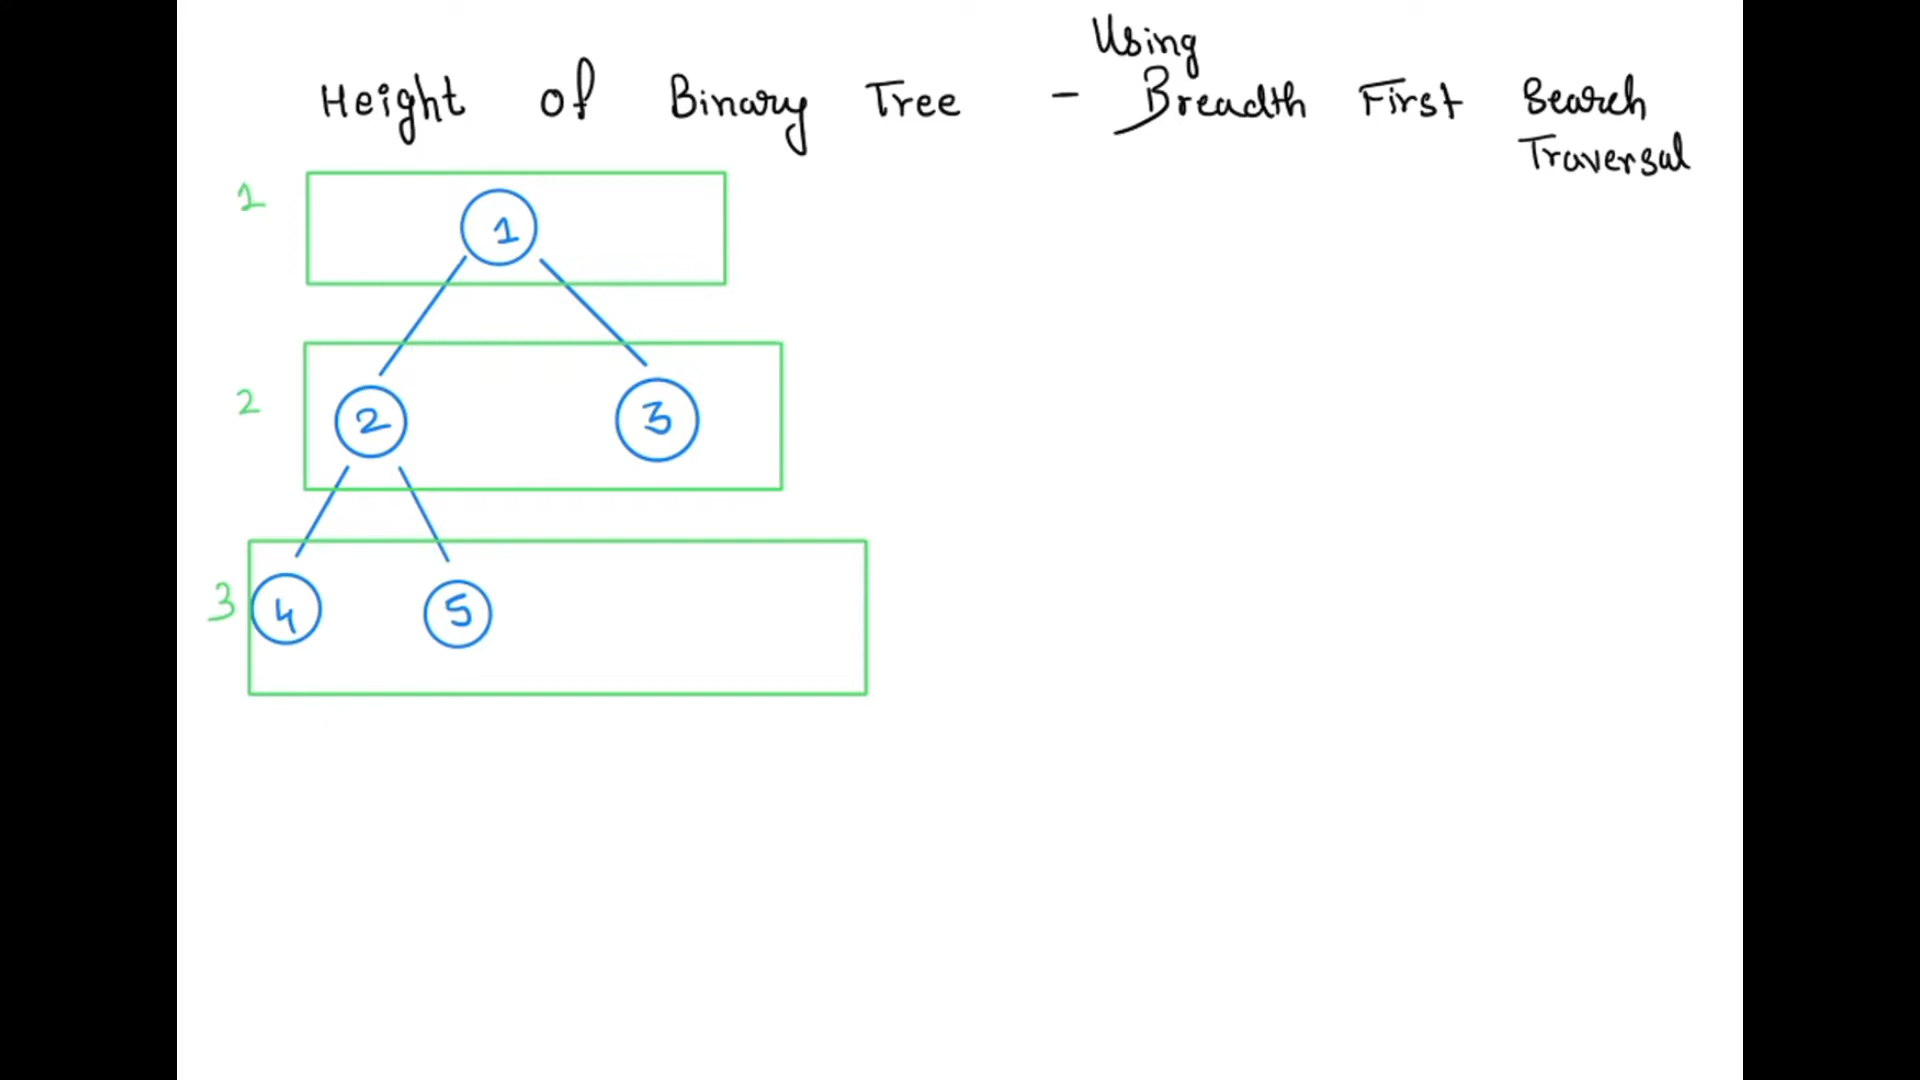 Using
Height of Binary Tree - Breadth First Search
Traversal
1
1
2
2
3
3
4
5